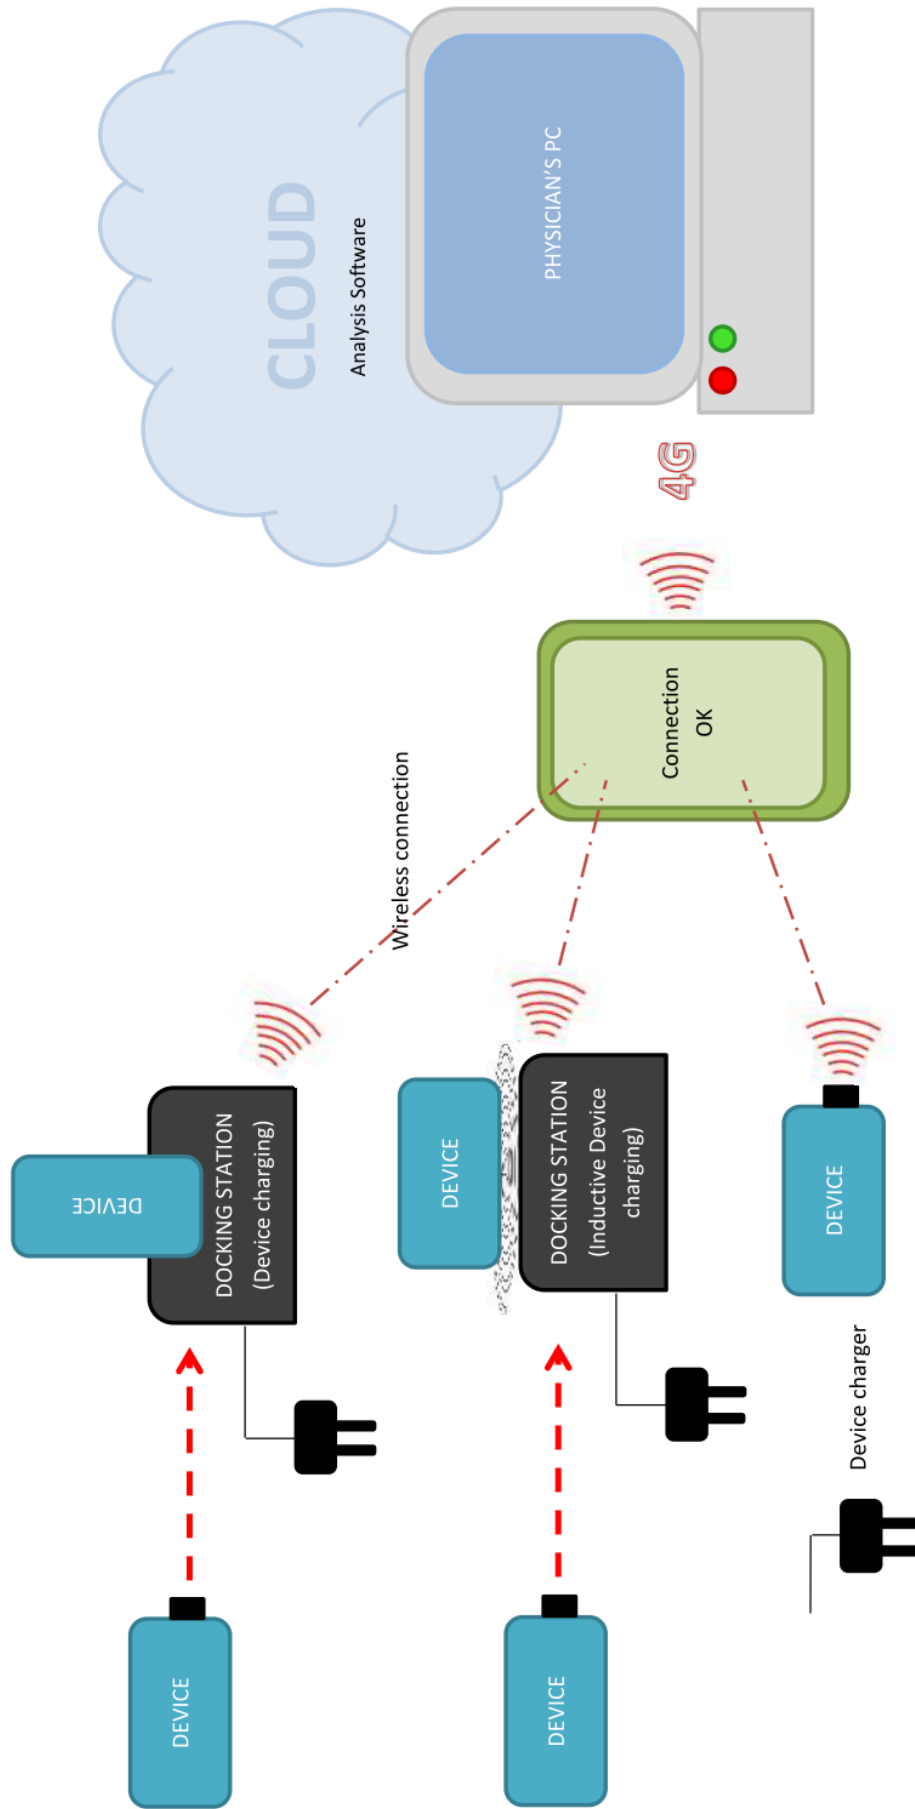 CLOUD
Analysis Software
PHYSICIAN'S PC
4G
Connection
OK
Wireless connection
DEVICE
DOCKING STATION
(Device charging)
DEVICE
DEVICE
DOCKING STATION
(Inductive Device
charging)
DEVICE
DEVICE
Device charger